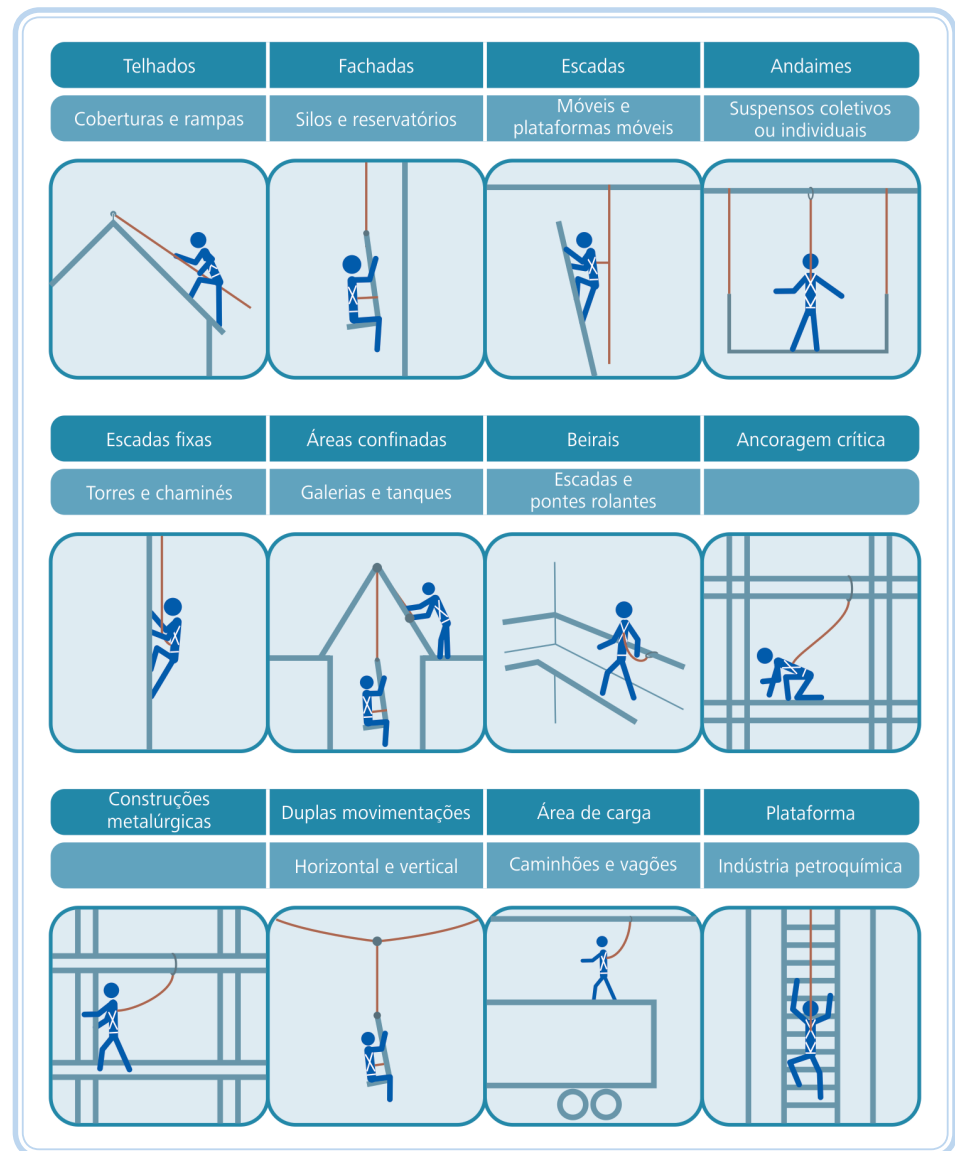 Telhados
Fachadas
Escadas
Andaimes
Coberturas e rampas
Silos e reservatórios
Móveis e
plataformas móveis
Suspensos coletivos
ou individuais
Escadas fixas
Áreas confinadas
Beirais
Ancoragem crítica
Torres e chaminés
Galerias e tanques
Escadas e
pontes rolantes
Construções
metalúrgicas
Duplas movimentações
Área de carga
Plataforma
Horizontal e vertical
Caminhões e vagões
Indústria petroquímica